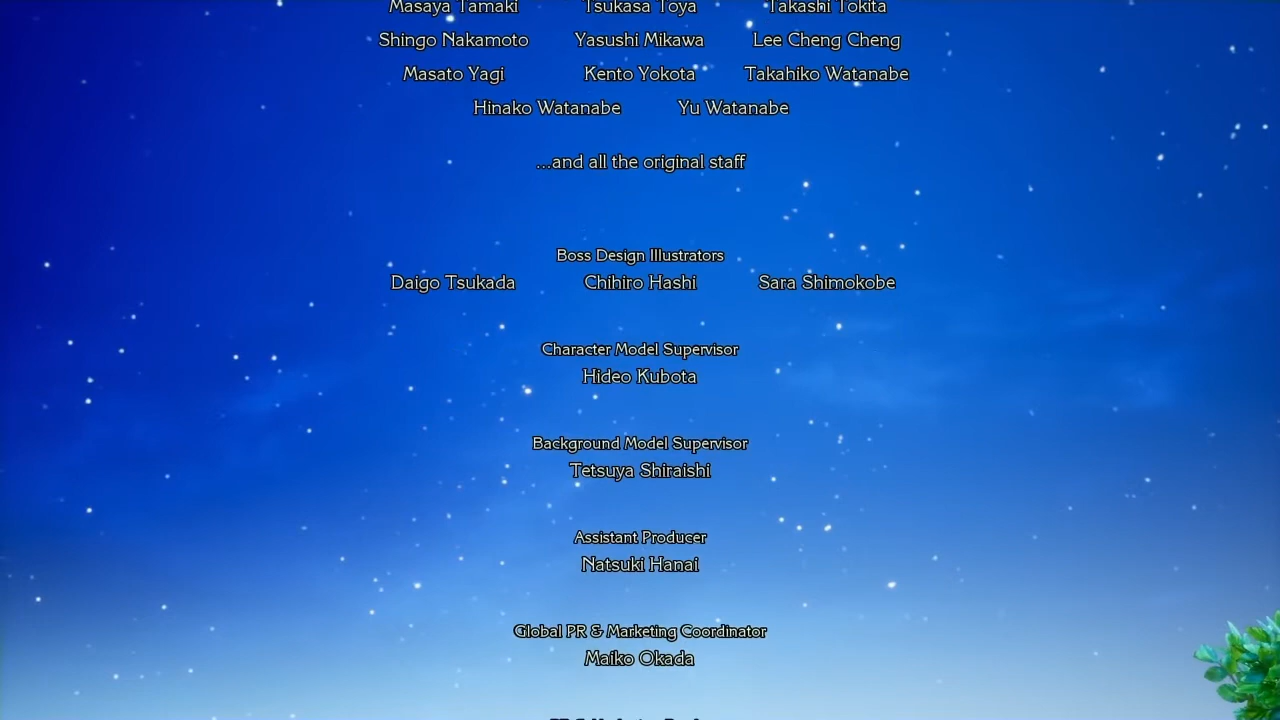 Masaya Tamaki Tsukasa Toya Takashi Tokita
Shingo Nakamoto Yasushi Mikawa Lee Cheng Cheng
Masato Yagi Kento Yokota Takahiko Watanabe
Hinako Watanabe Yu Watanabe
...and all the original staff
Boss Design Illustrators
Daigo Tsukada Chihiro Hashi Sara Shimokobe
Character Model Supervisor
Hideo Kubota
Background Model Supervisor
Tetsuya Shiraishi
Assistant Producer
Natsuki Hanai
Global PR & Marketing Coordinator
Maiko Okada